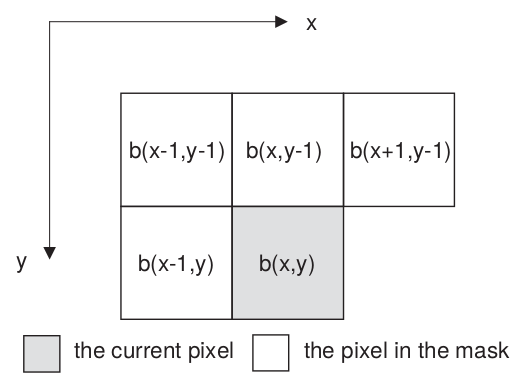 x
b(x-1,y-1) b(x,y-1) b(x+1,y-1)
y b(x-1,y) b(x,y)
the current pixel the pixel in the mask